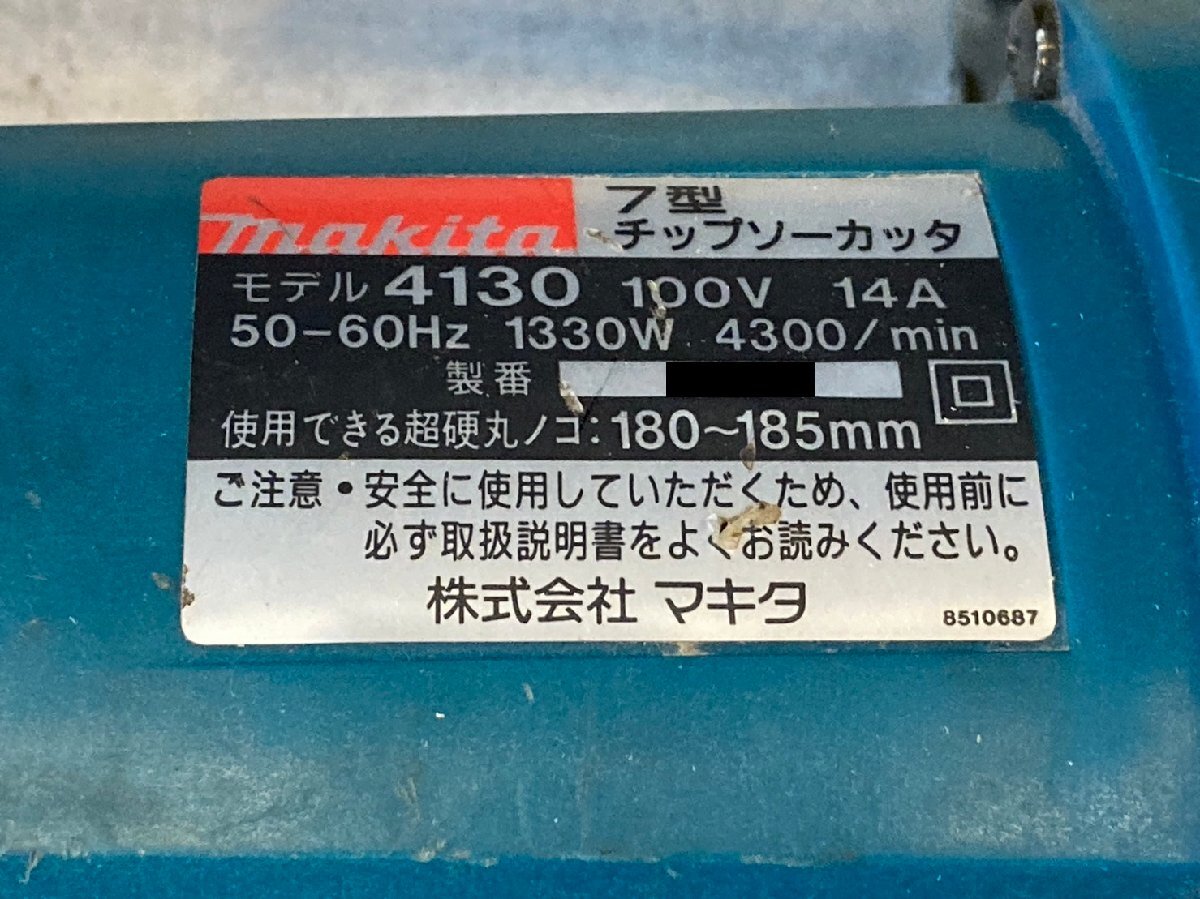 makita
7型
チップソーカッタ
モデル 4130 100V 14A
50-60Hz 1330W 4300/min
製番
使用できる超硬丸ノコ:180~185mm
ご注意・安全に使用していただくため、使用前に
必ず取扱説明書をよくお読みください。
株式会社 マキタ
8510687